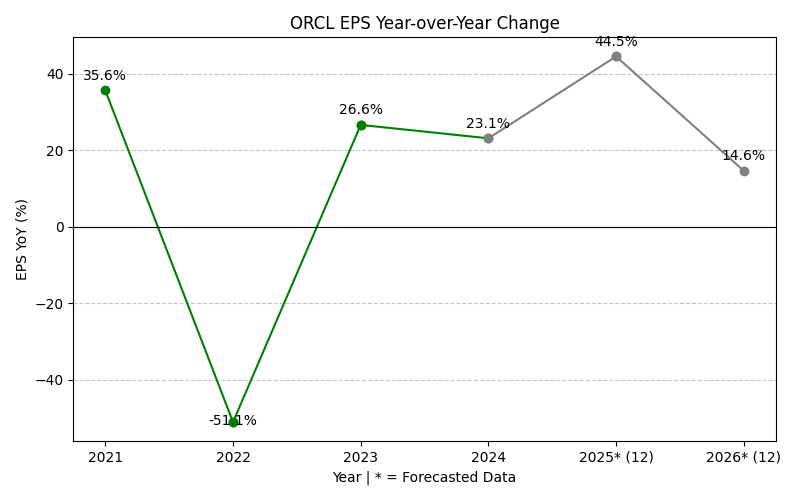 ORCL EPS Year-over-Year Change
44.5%
35.6%
26.6%
23.1%
14.6%
-51.1%
EPS YoY (%)
40
20
0
−20
−40
2021 2022 2023 2024 2025* (12) 2026* (12)
Year | * = Forecasted Data